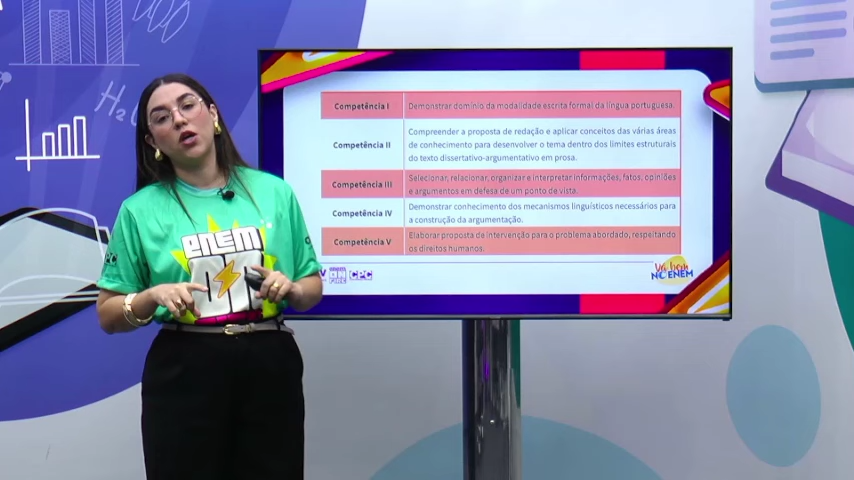 Competência I
Demonstrar domínio da modalidade escrita formal da língua portuguesa.
Competência II
Compreender a proposta de redação e aplicar conceitos das várias áreas
de conhecimento para desenvolver o tema dentro dos limites estruturais
do texto dissertativo-argumentativo em prosa.
Competência III
Selecionar, relacionar, organizar e interpretar informações, fatos, opiniões
e argumentos em defesa de um ponto de vista.
Competência IV
Demonstrar conhecimento dos mecanismos linguísticos necessários para
a construção da argumentação.
Competência V
Elaborar proposta de intervenção para o problema abordado, respeitando
os direitos humanos.
CPC
Vá bem
NO ENEM
ENEM
ON
H₂